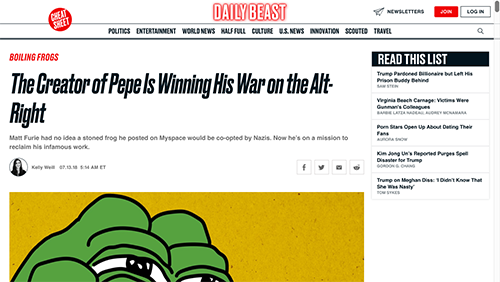 CHEAT SHEET
DAILY BEAST
NEWSLETTERS
JOIN
LOG IN
POLITICS ENTERTAINMENT WORLD NEWS HALF FULL CULTURE U.S. NEWS INNOVATION SCOUTED TRAVEL
BOILING FROGS
The Creator of Pepe Is Winning His War on the Alt-
Right
Matt Furie had no idea a stoned frog he posted on Myspace would be co-opted by Nazis. Now he's on a mission to
reclaim his infamous work.
Kelly Weill 07.13.18 5:14 AM ET
READ THIS LIST
Trump Pardoned Billionaire but Left His
Prison Buddy Behind
SAM STEIN
Virginia Beach Carnage: Victims Were
Gunman's Colleagues
BARBIE LATZA NADEAU, AUDREY MCNAMARA
Porn Stars Open Up About Dating Their
Fans
AURORA SNOW
Kim Jong Un's Reported Purges Spell
Disaster for Trump
GORDON G. CHANG
Trump on Meghan Diss: 'I Didn't Know That
She Was Nasty'
TOM SYKES